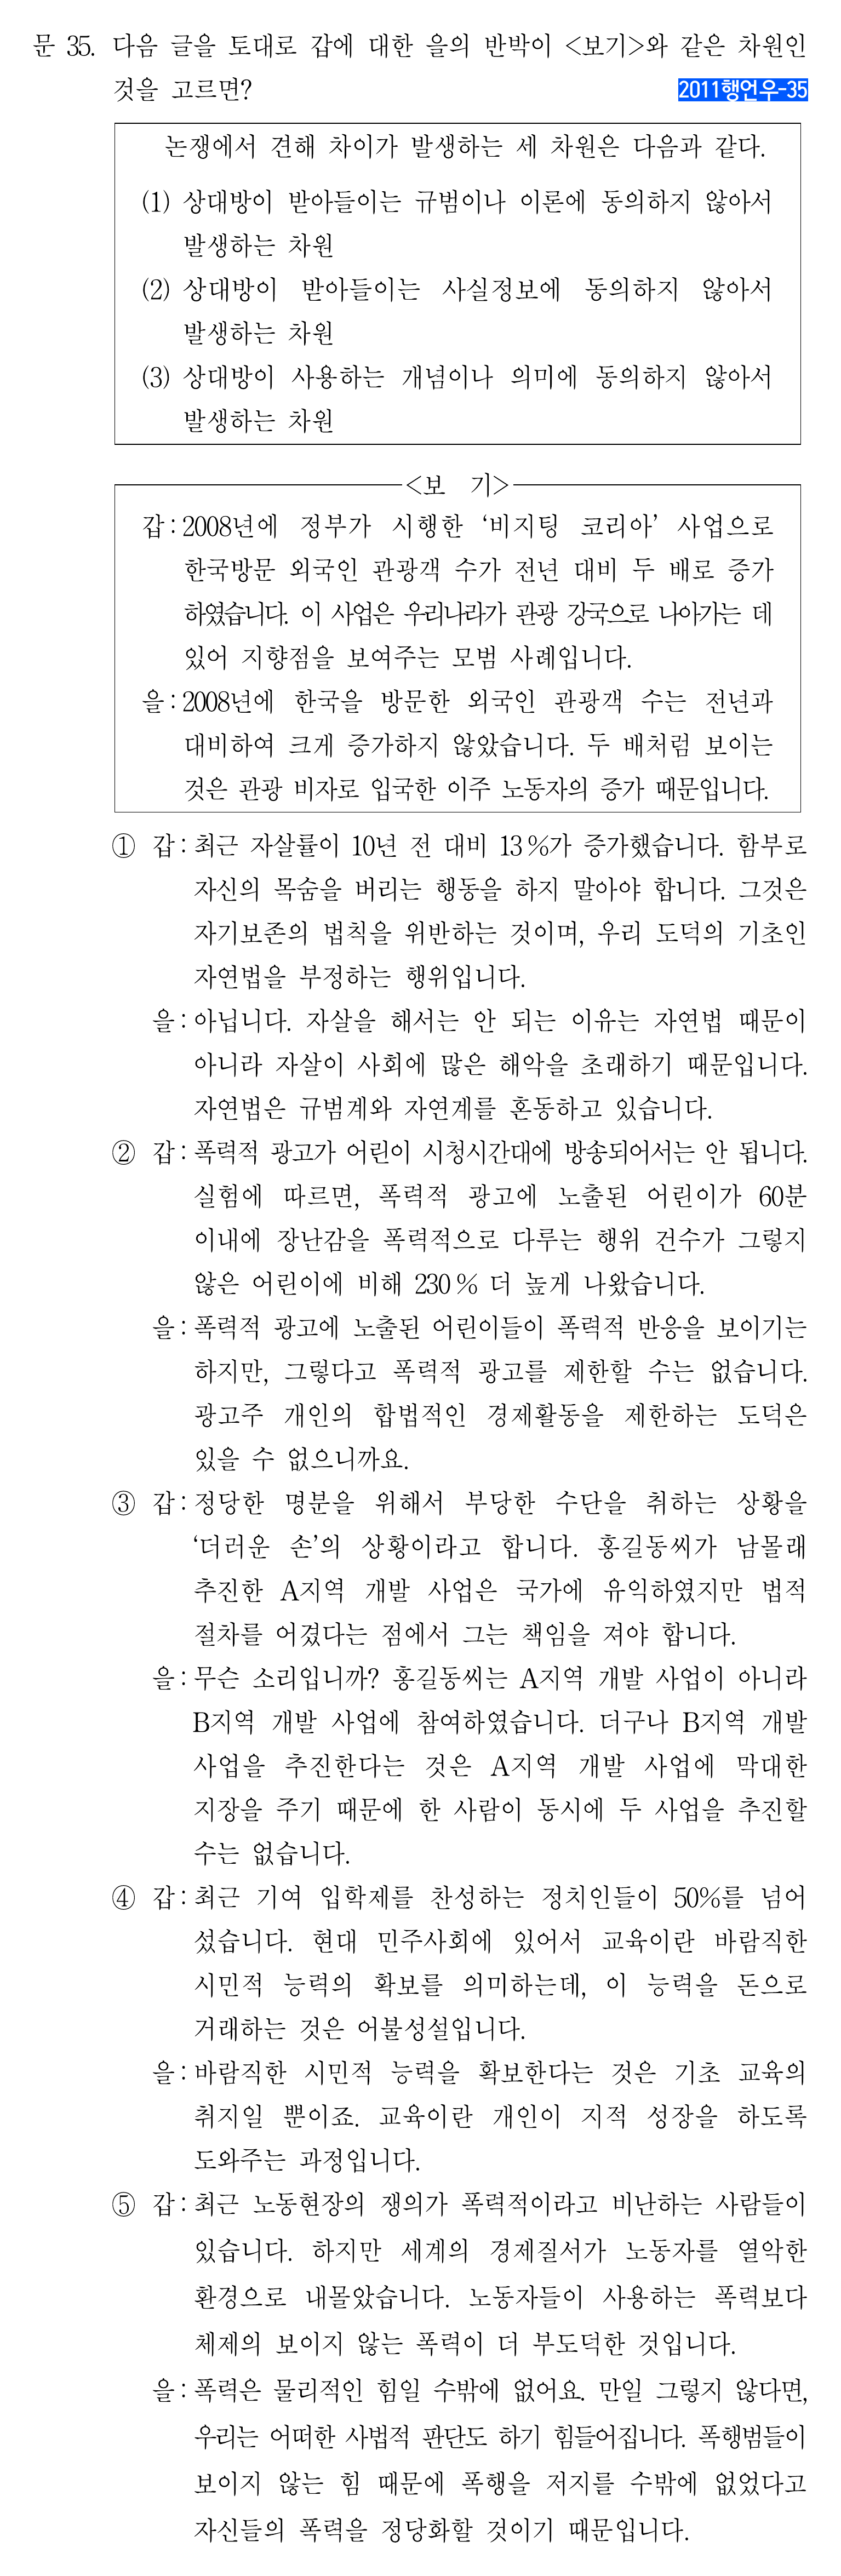 문 35. 다음 글을 토대로 갑에 대한 을의 반박이 <보기>와 같은 차원인
것을 고르면?
2011행언우-35
논쟁에서 견해 차이가 발생하는 세 차원은 다음과 같다.
(1) 상대방이 받아들이는 규범이나 이론에 동의하지 않아서
발생하는 차원
(2) 상대방이 받아들이는 사실정보에 동의하지 않아서
발생하는 차원
(3) 상대방이 사용하는 개념이나 의미에 동의하지 않아서
발생하는 차원
<보 기>
갑 : 2008년에 정부가 시행한 ‘비지팅 코리아’ 사업으로
한국방문 외국인 관광객 수가 전년 대비 두 배로 증가
하였습니다. 이 사업은 우리나라가 관광 강국으로 나아가는 데
있어 지향점을 보여주는 모범 사례입니다.
을 : 2008년에 한국을 방문한 외국인 관광객 수는 전년과
대비하여 크게 증가하지 않았습니다. 두 배처럼 보이는
것은 관광 비자로 입국한 이주 노동자의 증가 때문입니다.
① 갑 : 최근 자살률이 10년 전 대비 13 %가 증가했습니다. 함부로
자신의 목숨을 버리는 행동을 하지 말아야 합니다. 그것은
자기보존의 법칙을 위반하는 것이며, 우리 도덕의 기초인
자연법을 부정하는 행위입니다.
을 : 아닙니다. 자살을 해서는 안 되는 이유는 자연법 때문이
아니라 자살이 사회에 많은 해악을 초래하기 때문입니다.
자연법은 규범계와 자연계를 혼동하고 있습니다.
② 갑 : 폭력적 광고가 어린이 시청시간대에 방송되어서는 안 됩니다.
실험에 따르면, 폭력적 광고에 노출된 어린이가 60분
이내에 장난감을 폭력적으로 다루는 행위 건수가 그렇지
않은 어린이에 비해 230 % 더 높게 나왔습니다.
을 : 폭력적 광고에 노출된 어린이들이 폭력적 반응을 보이기는
하지만, 그렇다고 폭력적 광고를 제한할 수는 없습니다.
광고주 개인의 합법적인 경제활동을 제한하는 도덕은
있을 수 없으니까요.
③ 갑 : 정당한 명분을 위해서 부당한 수단을 취하는 상황을
‘더러운 손’의 상황이라고 합니다. 홍길동씨가 남몰래
추진한 A지역 개발 사업은 국가에 유익하였지만 법적
절차를 어겼다는 점에서 그는 책임을 져야 합니다.
을 : 무슨 소리입니까? 홍길동씨는 A지역 개발 사업이 아니라
B지역 개발 사업에 참여하였습니다. 더구나 B지역 개발
사업을 추진한다는 것은 A지역 개발 사업에 막대한
지장을 주기 때문에 한 사람이 동시에 두 사업을 추진할
수는 없습니다.
④ 갑 : 최근 기여 입학제를 찬성하는 정치인들이 50%를 넘어
섰습니다. 현대 민주사회에 있어서 교육이란 바람직한
시민적 능력의 확보를 의미하는데, 이 능력을 돈으로
거래하는 것은 어불성설입니다.
을 : 바람직한 시민적 능력을 확보한다는 것은 기초 교육의
취지일 뿐이죠. 교육이란 개인이 지적 성장을 하도록
도와주는 과정입니다.
⑤ 갑 : 최근 노동현장의 쟁의가 폭력적이라고 비난하는 사람들이
있습니다. 하지만 세계의 경제질서가 노동자를 열악한
환경으로 내몰았습니다. 노동자들이 사용하는 폭력보다
체제의 보이지 않는 폭력이 더 부도덕한 것입니다.
을 : 폭력은 물리적인 힘일 수밖에 없어요. 만일 그렇지 않다면,
우리는 어떠한 사법적 판단도 하기 힘들어집니다. 폭행범들이
보이지 않는 힘 때문에 폭행을 저지를 수밖에 없었다고
자신들의 폭력을 정당화할 것이기 때문입니다.